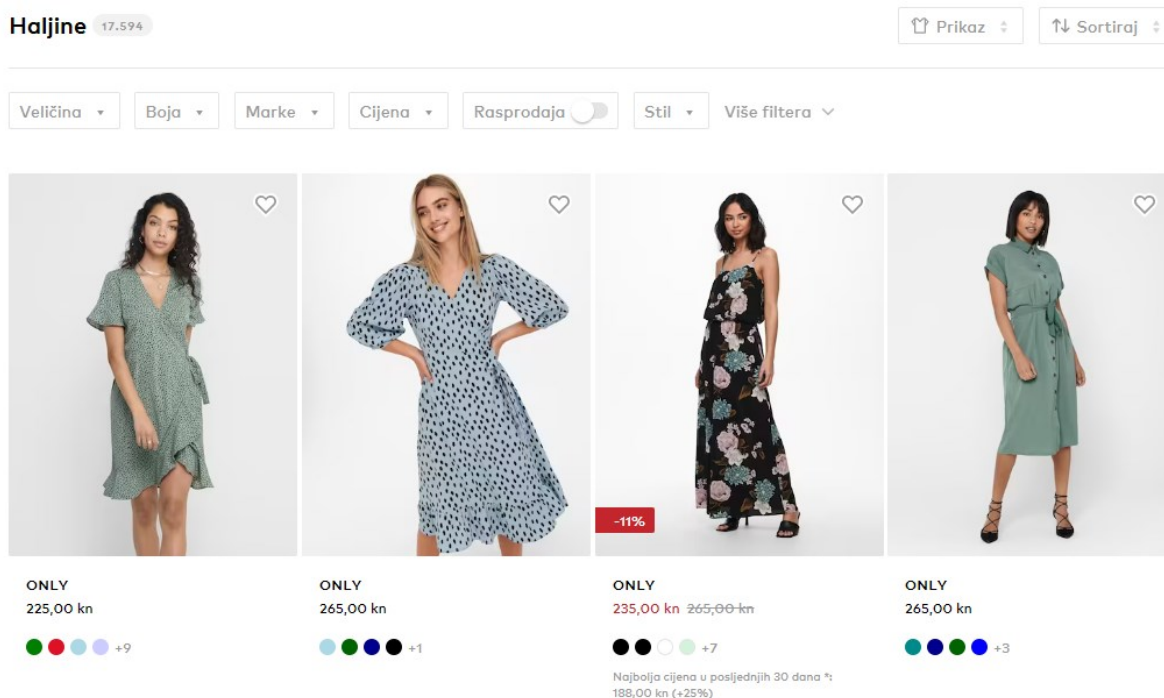 Haljine 17.594
Prikaz
Sortiraj
Veličina
Boja
Marke
Cijena
Rasprodaja
Stil
Više filtera
-11%
ONLY
225,00 kn
+9
ONLY
265,00 kn
+1
ONLY
235,00 kn 265,00 kn
+7
Najbolja cijena u posljednjih 30 dana *:
188,00 kn (+25%)
ONLY
265,00 kn
+3